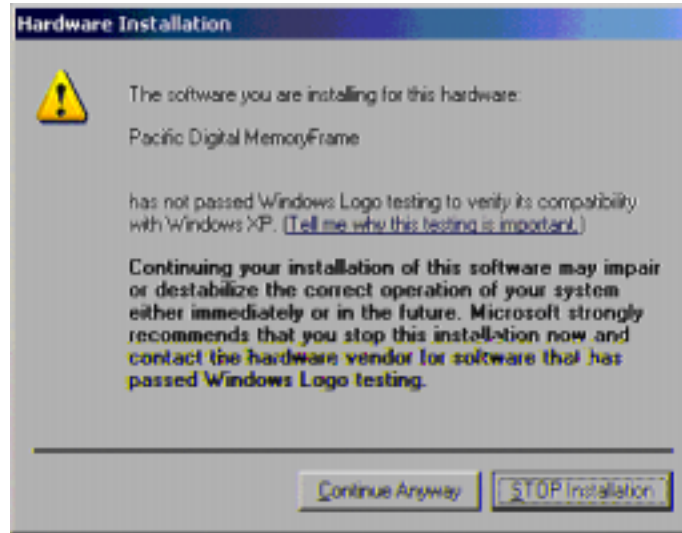 Hardware Installation
The software you are installing for this hardware:
Pacific Digital MemoryFrame
has not passed Windows Logo testing to verify its compatibility
with Windows XP. (Tell me why this testing is important.)
Continuing your installation of this software may impair
or destabilize the correct operation of your system
either immediately or in the future. Microsoft strongly
recommends that you stop this installation now and
contact the hardware vendor for software that has
passed Windows Logo testing.
Continue Anyway STOP Installation